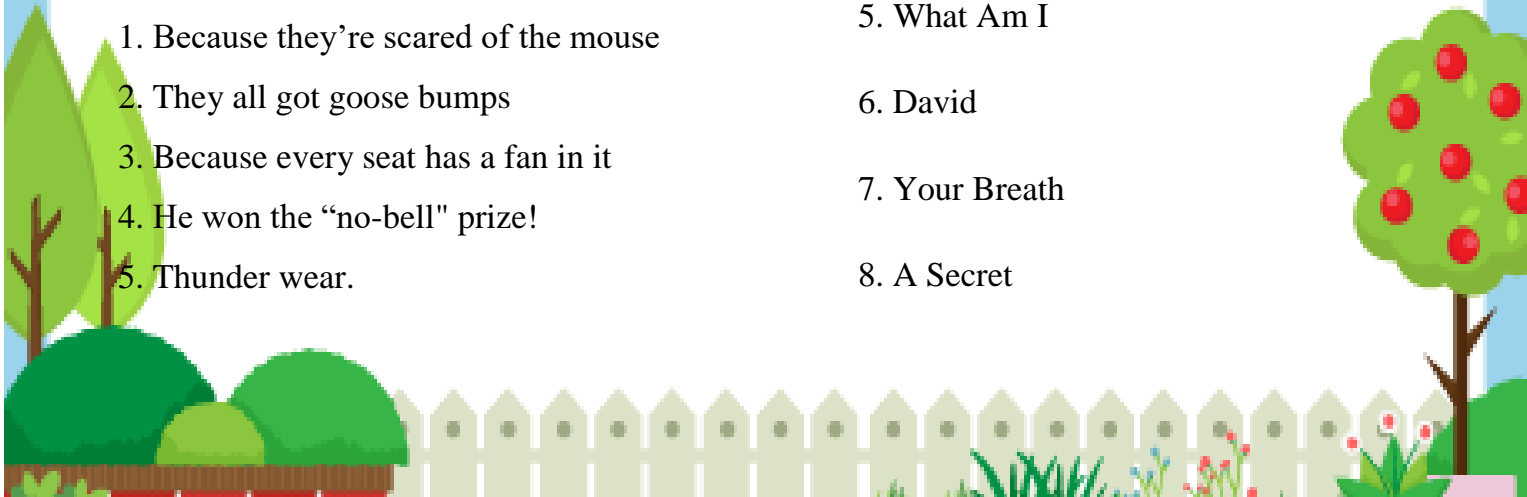 1. Because they’re scared of the mouse
2. They all got goose bumps
3. Because every seat has a fan in it
4. He won the “no-bell" prize!
5. Thunder wear.
5. What Am I
6. David
7. Your Breath
8. A Secret